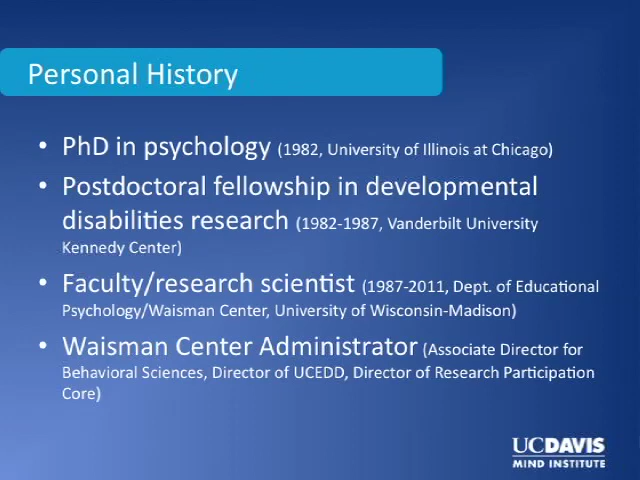 Personal History
• PhD in psychology (1982, University of Illinois at Chicago)
• Postdoctoral fellowship in developmental
disabilities research (1982-1987, Vanderbilt University
Kennedy Center)
• Faculty/research scientist (1987-2011, Dept. of Educational
Psychology/Waisman Center, University of Wisconsin-Madison)
• Waisman Center Administrator (Associate Director for
Behavioral Sciences, Director of UCEDD, Director of Research Participation
Core)
UCDAVIS
MIND INSTITUTE